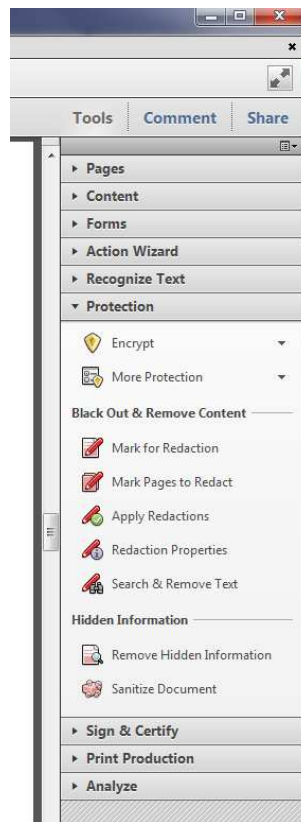 Tools Comment Share
Pages
Content
Forms
Action Wizard
Recognize Text
Protection
Encrypt
More Protection
Black Out & Remove Content
Mark for Redaction
Mark Pages to Redact
Apply Redactions
Redaction Properties
Search & Remove Text
Hidden Information
Remove Hidden Information
Sanitize Document
Sign & Certify
Print Production
Analyze